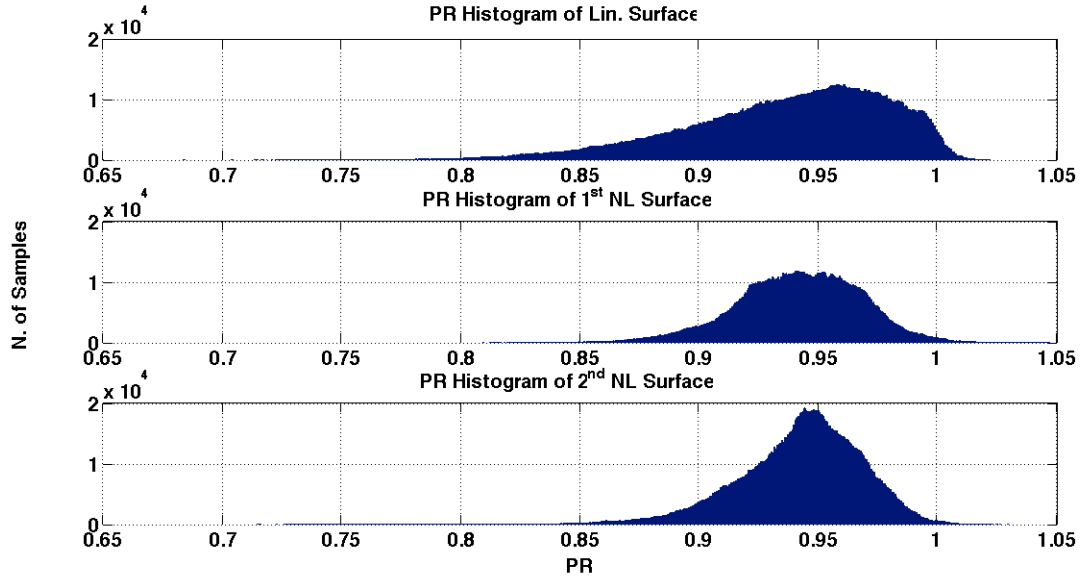 PR Histogram of Lin. Surface
x 10^4
2
1
0
0.65 0.7 0.75 0.8 0.85 0.9 0.95 1 1.05
PR Histogram of 1st NL Surface
x 10^4
2
1
0
0.65 0.7 0.75 0.8 0.85 0.9 0.95 1 1.05
PR Histogram of 2nd NL Surface
x 10^4
2
1
0
0.65 0.7 0.75 0.8 0.85 0.9 0.95 1 1.05
PR
N. of Samples